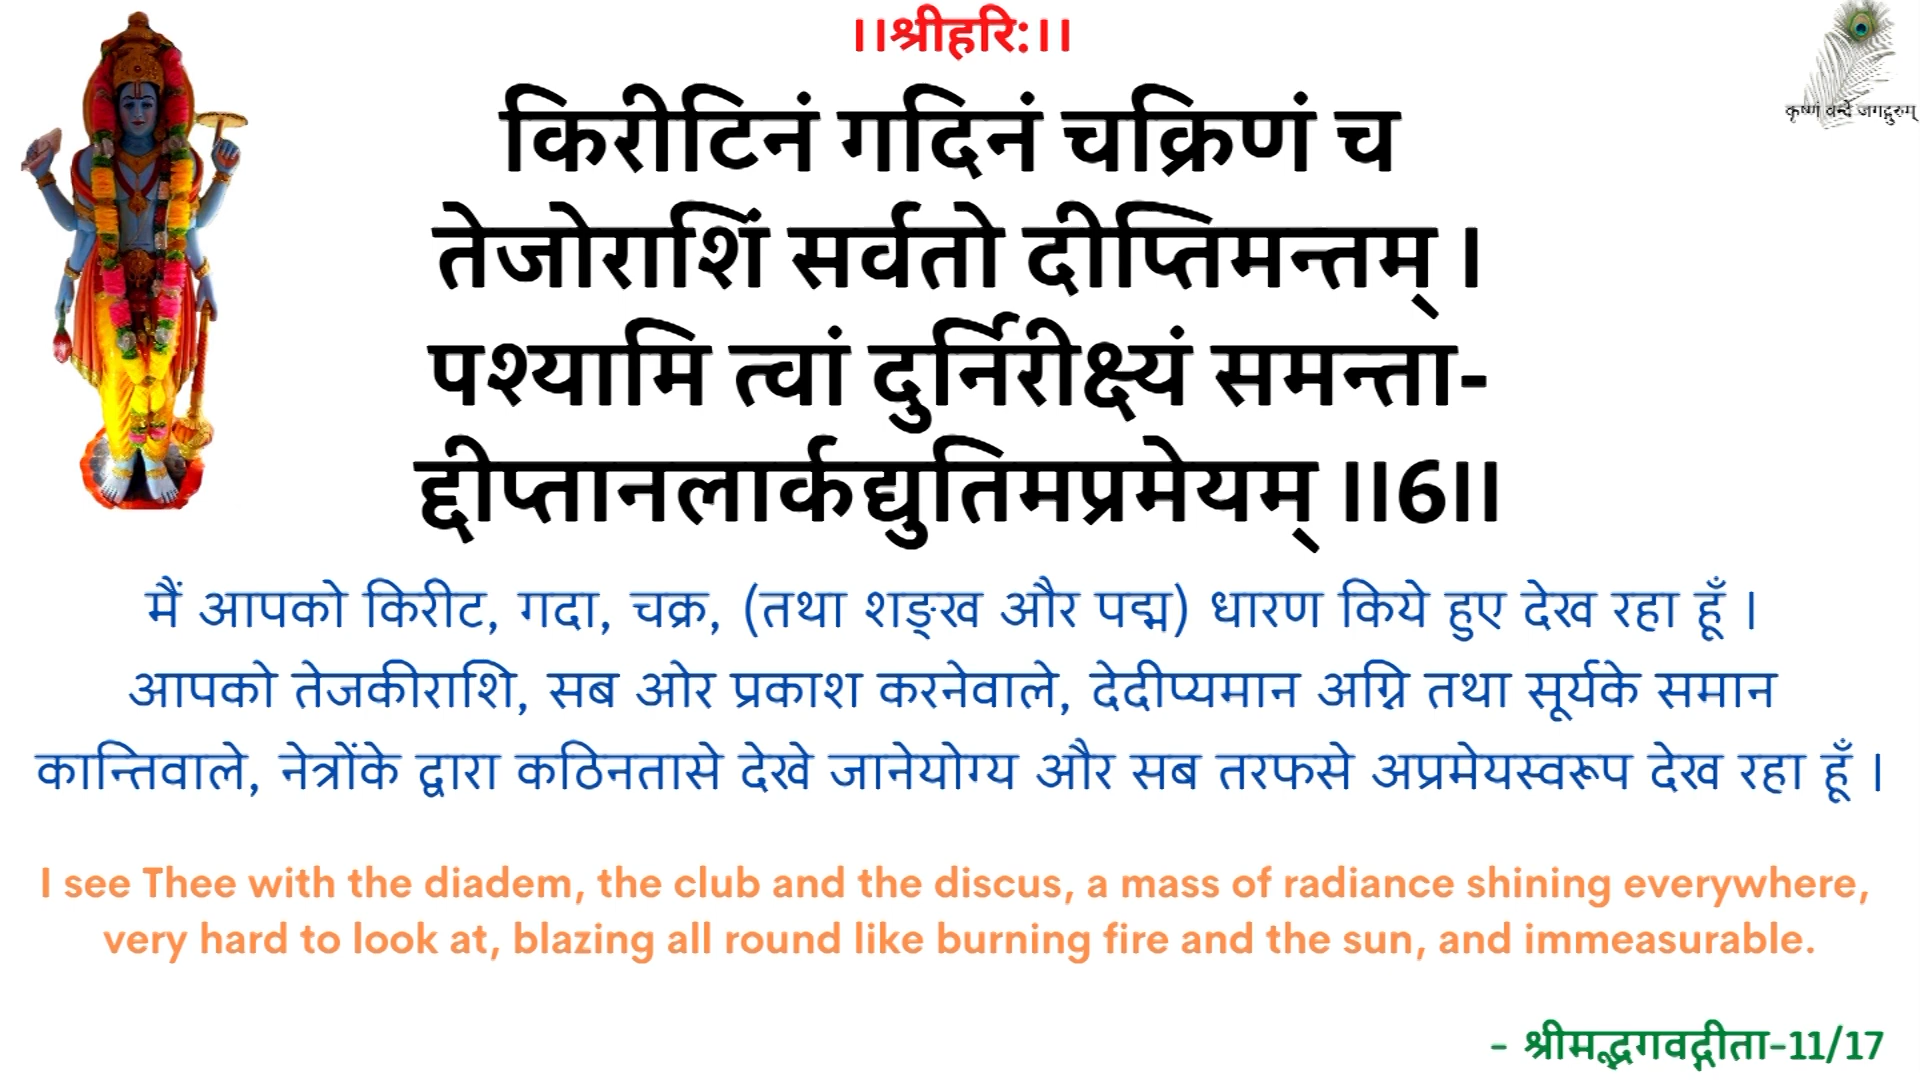 ।।श्रीहरि:।।
कृष्णं वन्दे जगद्गुरुम्
किरीटिनं गदिनं चक्रिणं च
तेजोराशिं सर्वतो दीप्तिमन्तम् ।
पश्यामि त्वां दुर्निरीक्ष्यं समन्ता-
द्दीप्तानलार्कद्युतिमप्रमेयम् ।।6।।
मैं आपको किरीट, गदा, चक्र, (तथा शङ्ख और पद्म) धारण किये हुए देख रहा हूँ ।
आपको तेजकीराशि, सब ओर प्रकाश करनेवाले, देदीप्यमान अग्नि तथा सूर्यके समान
कान्तिवाले, नेत्रोंके द्वारा कठिनतासे देखे जानेयोग्य और सब तरफसे अप्रमेयस्वरूप देख रहा हूँ ।
I see Thee with the diadem, the club and the discus, a mass of radiance shining everywhere,
very hard to look at, blazing all round like burning fire and the sun, and immeasurable.
- श्रीमद्भगवद्गीता-11/17